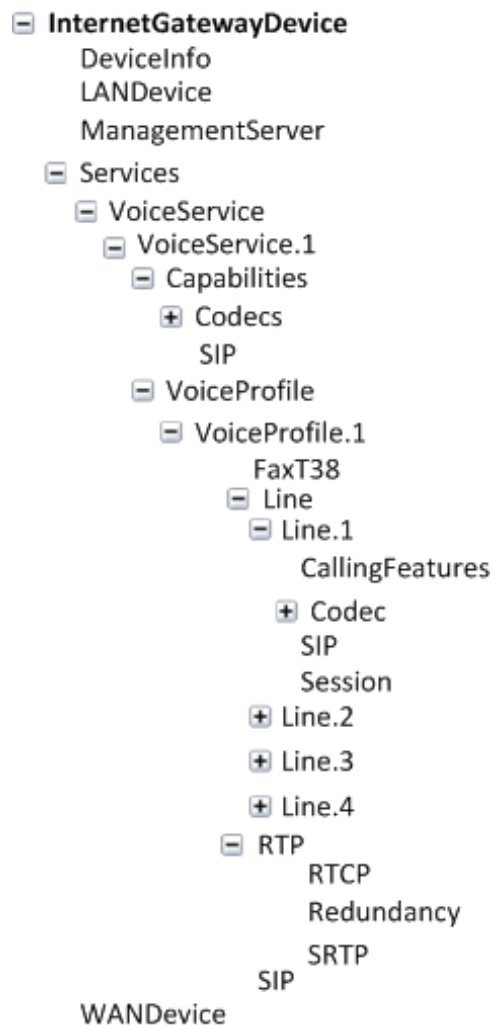 InternetGatewayDevice
DeviceInfo
LANDevice
ManagementServer
Services
VoiceService
VoiceService.1
Capabilities
Codecs
SIP
VoiceProfile
VoiceProfile.1
FaxT38
Line
Line.1
CallingFeatures
Codec
SIP
Session
Line.2
Line.3
Line.4
RTP
RTCP
Redundancy
SRTP
SIP
WANDevice